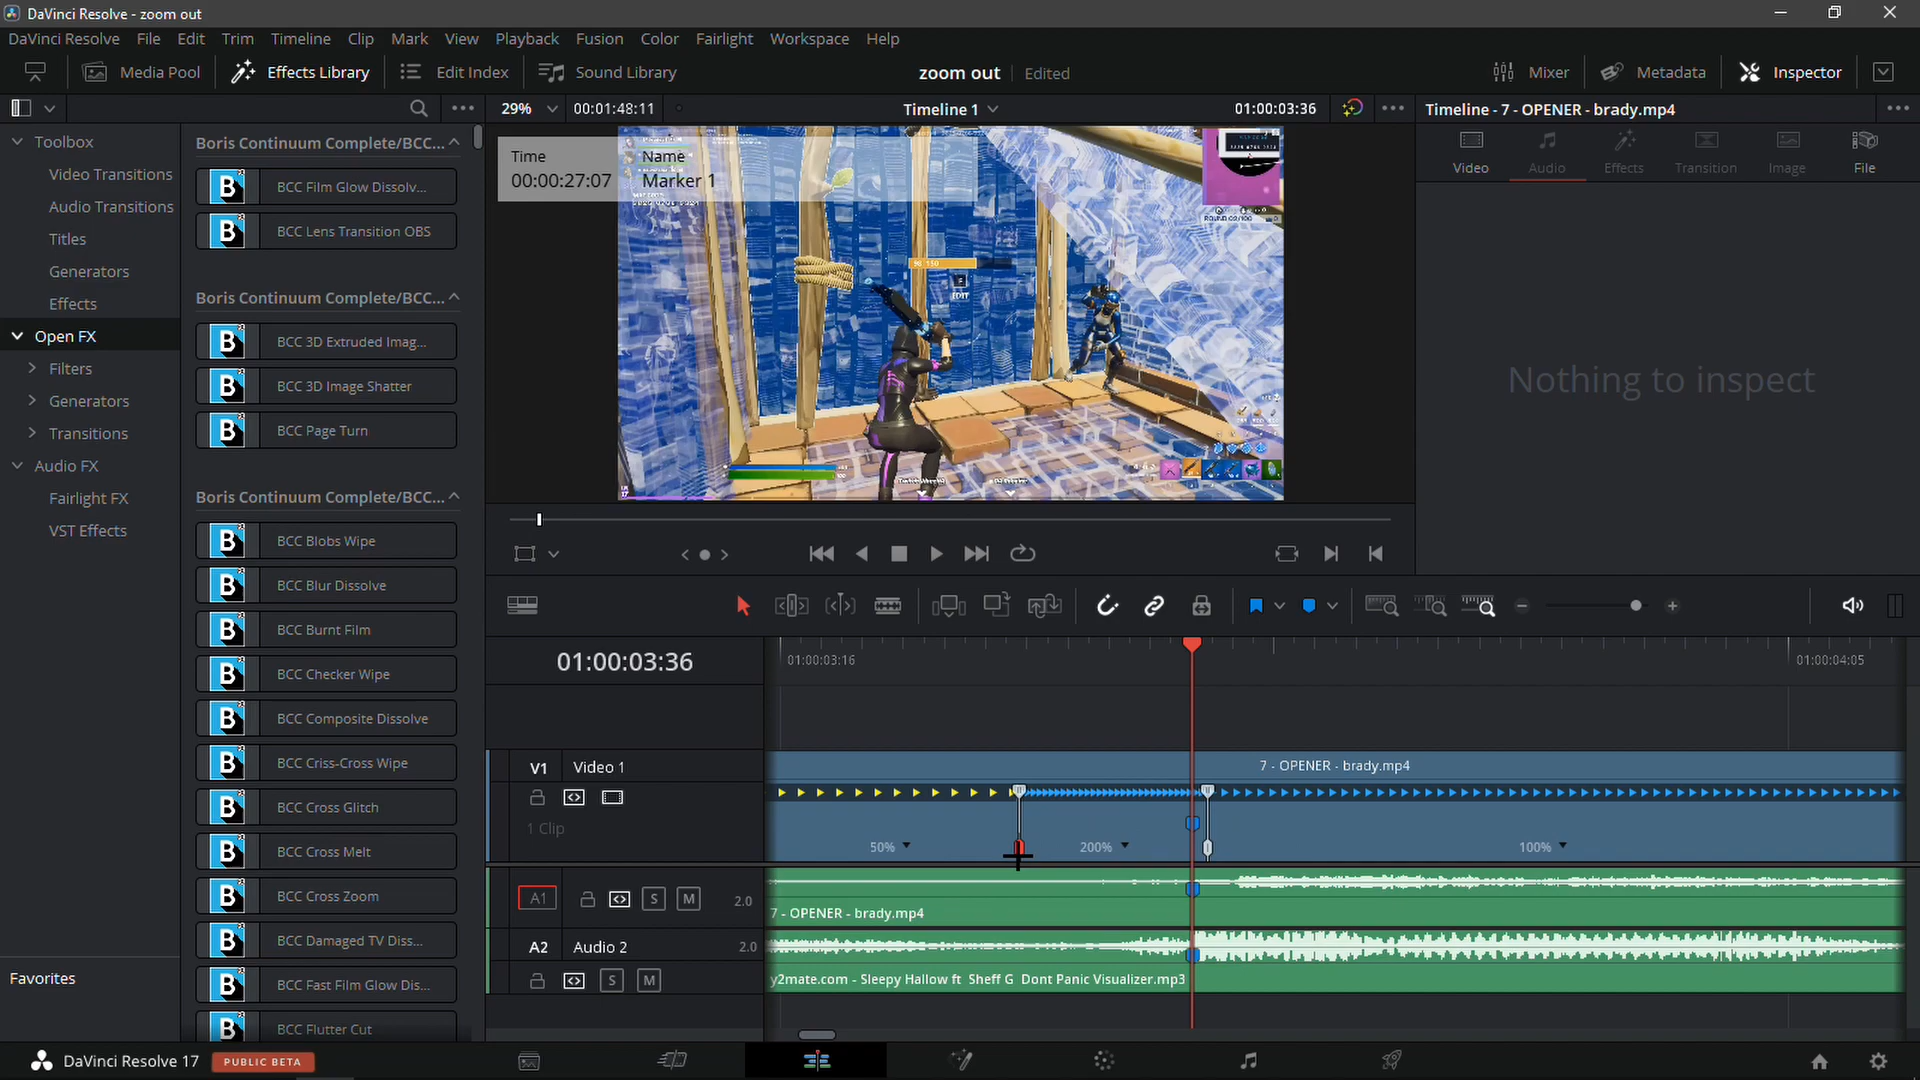 DaVinci Resolve - zoom out
DaVinci Resolve File Edit Trim Timeline Clip Mark View Playback Fusion Color Fairlight Workspace Help
Media Pool Effects Library Edit Index Sound Library zoom out Edited Mixer Metadata Inspector
29% 00:01:48:11 Timeline 1 01:00:03:36 Timeline - 7 - OPENER - brady.mp4
Toolbox
Video Transitions
Audio Transitions
Titles
Generators
Effects
Open FX
Filters
Generators
Transitions
Audio FX
Fairlight FX
VST Effects
Favorites
Boris Continuum Complete/BCC...
BCC Film Glow Dissolv...
BCC Lens Transition OBS
Boris Continuum Complete/BCC...
BCC 3D Extruded Imag...
BCC 3D Image Shatter
BCC Page Turn
Boris Continuum Complete/BCC...
BCC Blobs Wipe
BCC Blur Dissolve
BCC Burnt Film
BCC Checker Wipe
BCC Composite Dissolve
BCC Criss-Cross Wipe
BCC Cross Glitch
BCC Cross Melt
BCC Cross Zoom
BCC Damaged TV Diss...
BCC Fast Film Glow Dis...
BCC Flutter Cut
Time Name
00:00:27:07 Marker 1
98 150
F
EDIT
Video Audio Effects Transition Image File
Nothing to inspect
01:00:03:36 01:00:03:16 01:00:04:05
V1 Video 1 7 - OPENER - brady.mp4
1 Clip
50% 200% 100%
A1 S M 2.0
7 - OPENER - brady.mp4
A2 Audio 2 2.0
S M y2mate.com - Sleepy Hallow ft Sheff G Dont Panic Visualizer.mp3
DaVinci Resolve 17 PUBLIC BETA